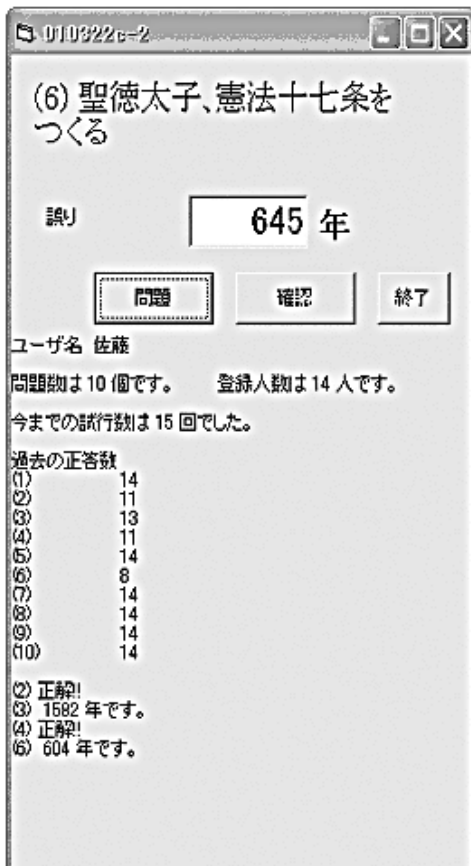 010322c-2
(6) 聖徳太子、憲法十七条を
つくる
誤り 645 年
問題 確認 終了
ユーザ名 佐藤
問題数は 10 個です。 登録人数は 14 人です。
今までの試行数は 15 回でした。
過去の正答数
(1) 14
(2) 11
(3) 13
(4) 11
(5) 14
(6) 8
(7) 14
(8) 14
(9) 14
(10) 14
(2) 正解!
(3) 1582 年です。
(4) 正解!
(6) 604 年です。